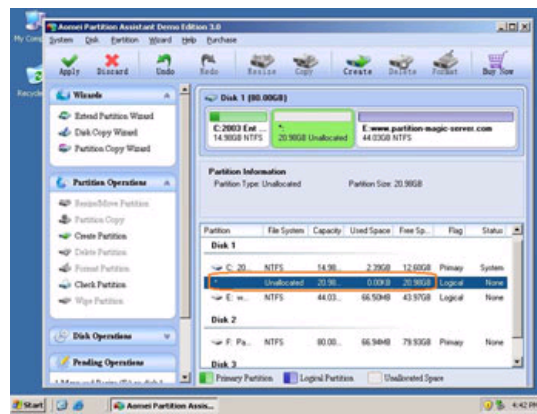 My Comp
Recycle
Aomei Partition Assistant Demo Edition 3.0
System Disk Partition Wizard Help Purchase
Apply Discard Undo Redo Resize Copy Create Delete Format Buy Now
Wizards
Extend Partition Wizard
Disk Copy Wizard
Partition Copy Wizard
Partition Operations
Resize/Move Partition
Partition Copy
Create Partition
Delete Partition
Format Partition
Check Partition
Wipe Partition
Disk Operations
Pending Operations
Disk 1 (80.00GB)
C:2003 Ent ...
14.98GB NTFS
*:
20.98GB Unallocated
E:www.partition-magic-server.com
44.03GB NTFS
Partition Information
Partition Type: Unallocated Partition Size: 20.98GB
Partition File System Capacity Used Space Free Sp... Flag Status
Disk 1
C: 20... NTFS 14.98... 2.39GB 12.60GB Primary System
* Unallocated 20.98... 0.00KB 20.98GB Logical None
E: w... NTFS 44.03... 66.50MB 43.97GB Logical None
Disk 2
F: Pa... NTFS 80.00... 66.94MB 79.93GB Primary None
Disk 3
Primary Partition Logical Partition Unallocated Space
Start Aomei Partition Assis... 4:42 PM